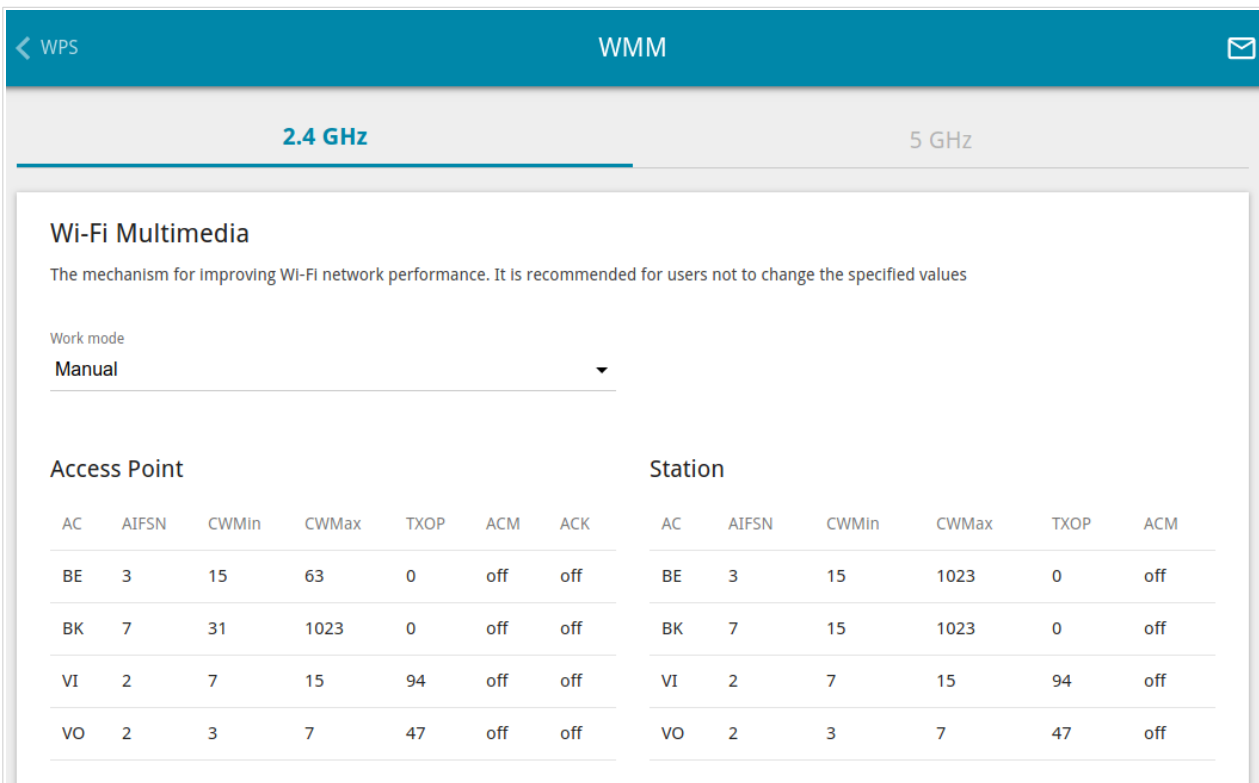 WPS WMM
2.4 GHz 5 GHz
Wi-Fi Multimedia
The mechanism for improving Wi-Fi network performance. It is recommended for users not to change the specified values
Work mode
Manual
Access Point
AC AIFSN CWMin CWMax TXOP ACM ACK
BE 3 15 63 0 off off
BK 7 31 1023 0 off off
VI 2 7 15 94 off off
VO 2 3 7 47 off off
Station
AC AIFSN CWMin CWMax TXOP ACM
BE 3 15 1023 0 off
BK 7 15 1023 0 off
VI 2 7 15 94 off
VO 2 3 7 47 off